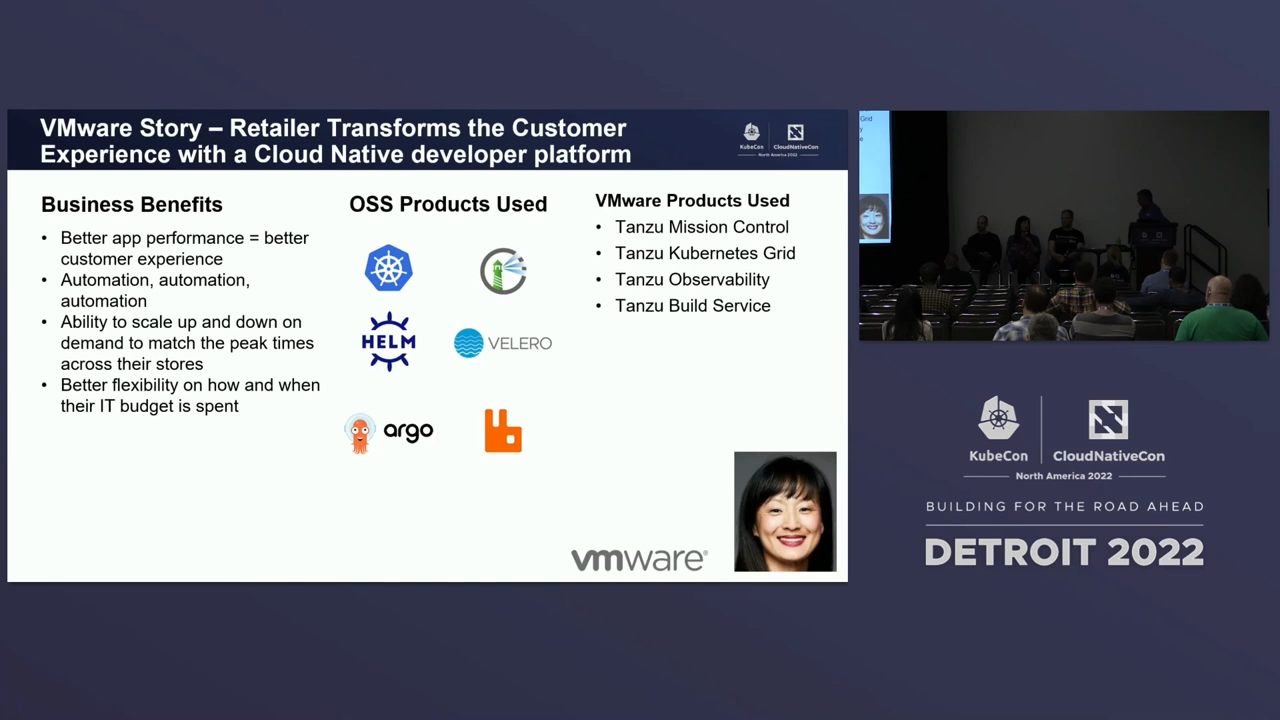 VMware Story – Retailer Transforms the Customer
Experience with a Cloud Native developer platform
KubeCon
CloudNativeCon
North America 2022
Business Benefits
• Better app performance = better
customer experience
• Automation, automation,
automation
• Ability to scale up and down on
demand to match the peak times
across their stores
• Better flexibility on how and when
their IT budget is spent
OSS Products Used
HELM
VELERO
argo
VMware Products Used
• Tanzu Mission Control
• Tanzu Kubernetes Grid
• Tanzu Observability
• Tanzu Build Service
vmware®
Grid
KubeCon
CloudNativeCon
North America 2022
BUILDING FOR THE ROAD AHEAD
DETROIT 2022